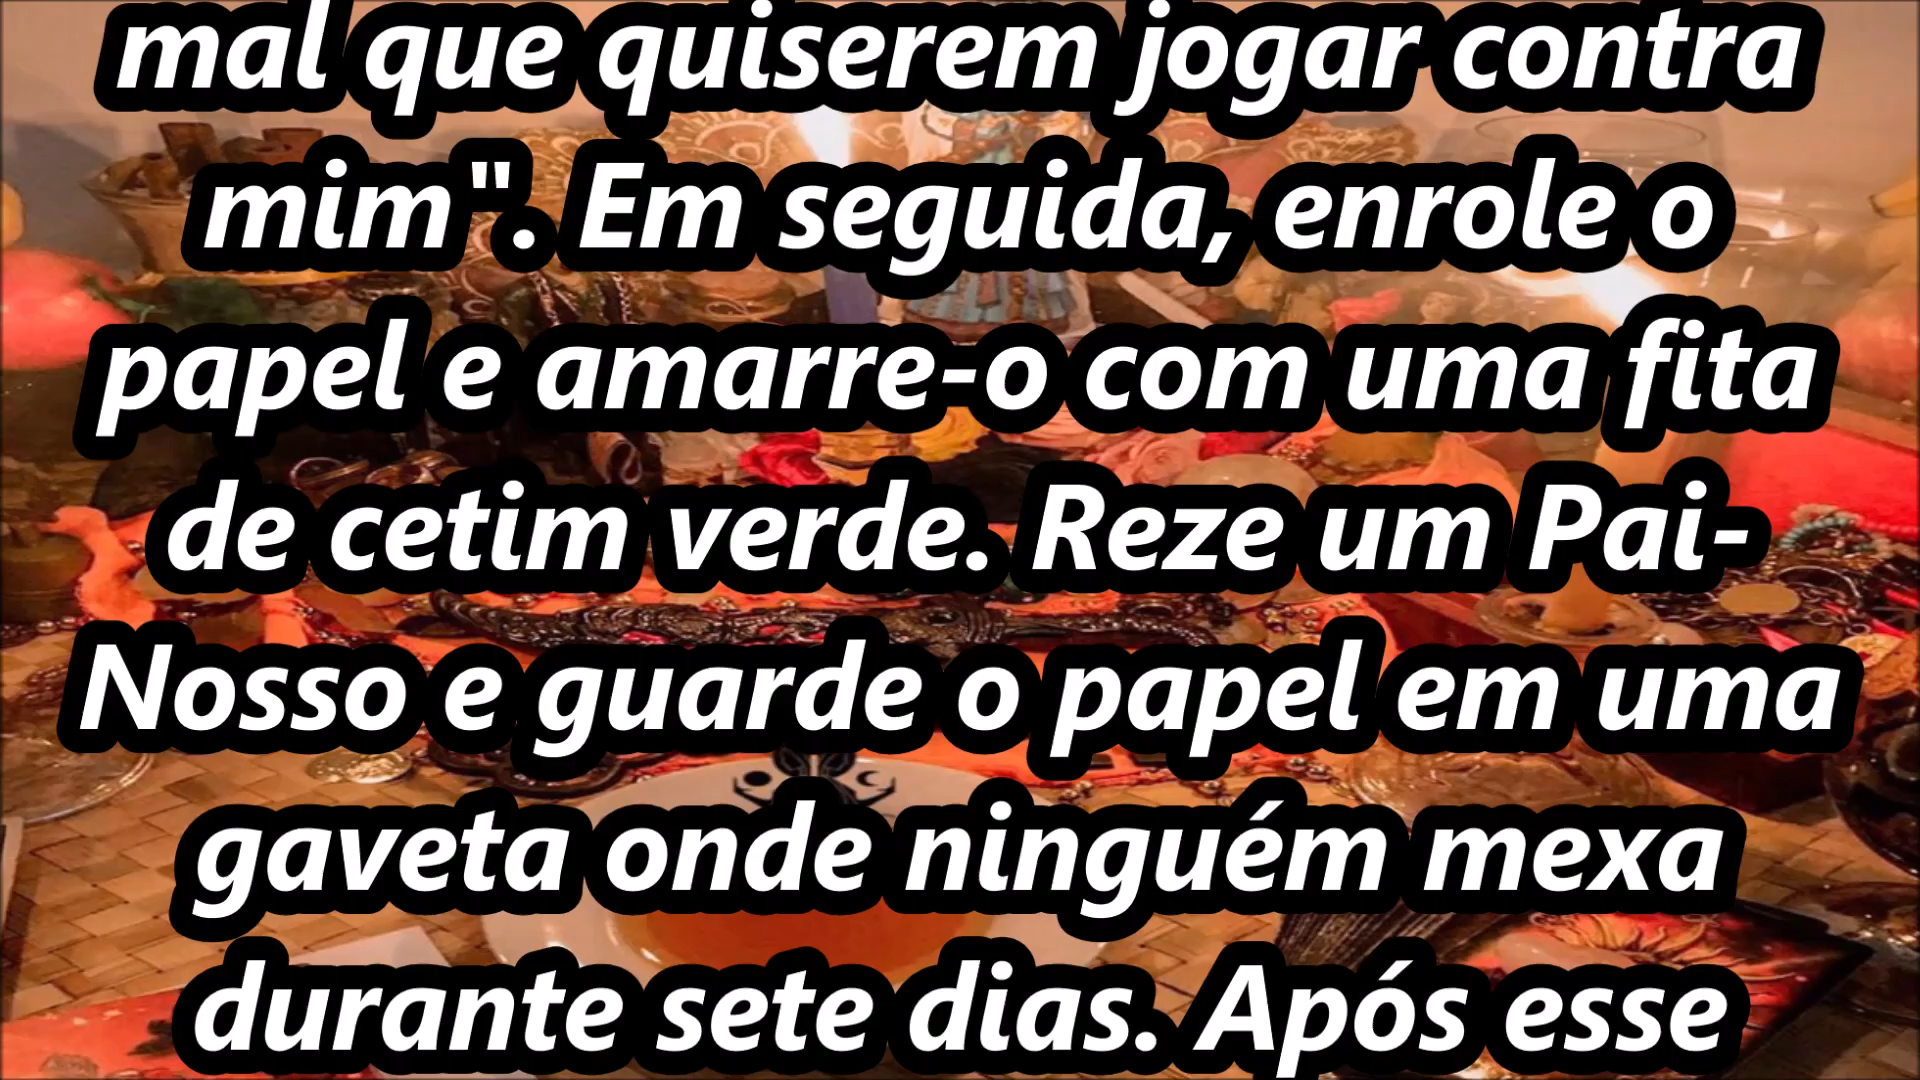 mal que quiserem jogar contra
mim". Em seguida, enrole o
papel e amarre-o com uma fita
de cetim verde. Reze um Pai-
Nosso e guarde o papel em uma
gaveta onde ninguém mexa
durante sete dias. Após esse